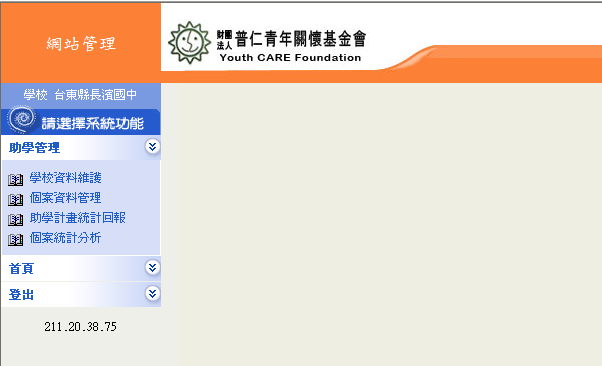 網站管理
財團法人 普仁青年關懷基金會
Youth CARE Foundation
學校 台東縣長濱國中
請選擇系統功能
助學管理
學校資料維護
個案資料管理
助學計畫統計回報
個案統計分析
首頁
登出
211.20.38.75